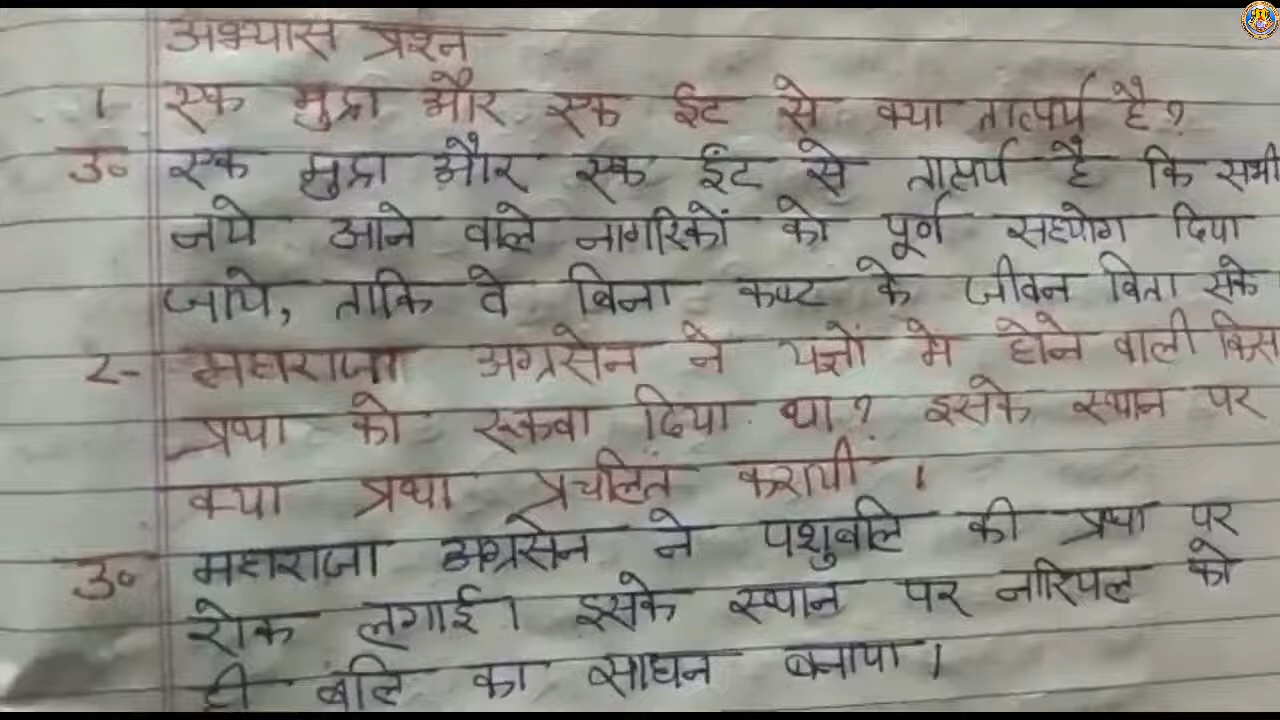 अभ्यास प्रश्न
1- एक मुद्रा और एक ईंट से क्या तात्पर्य है?
उ० एक मुद्रा और एक ईंट से तात्पर्य है कि सभी
नये आने वाले नागरिकों को पूर्ण सहयोग दिया
जाये, ताकि वे बिना कष्ट के जीवन बिता सके
2- महाराजा अग्रसेन ने यज्ञों मे होने वाली किस
प्रथा को रूकवा दिया था? इसके स्थान पर
क्या प्रथा प्रचलित करायी ।
उ० महाराजा अग्रसेन ने पशुबलि की प्रथा पर
रोक लगाई। इसके स्थान पर नारियल को
ही बलि का साधन बनाया।